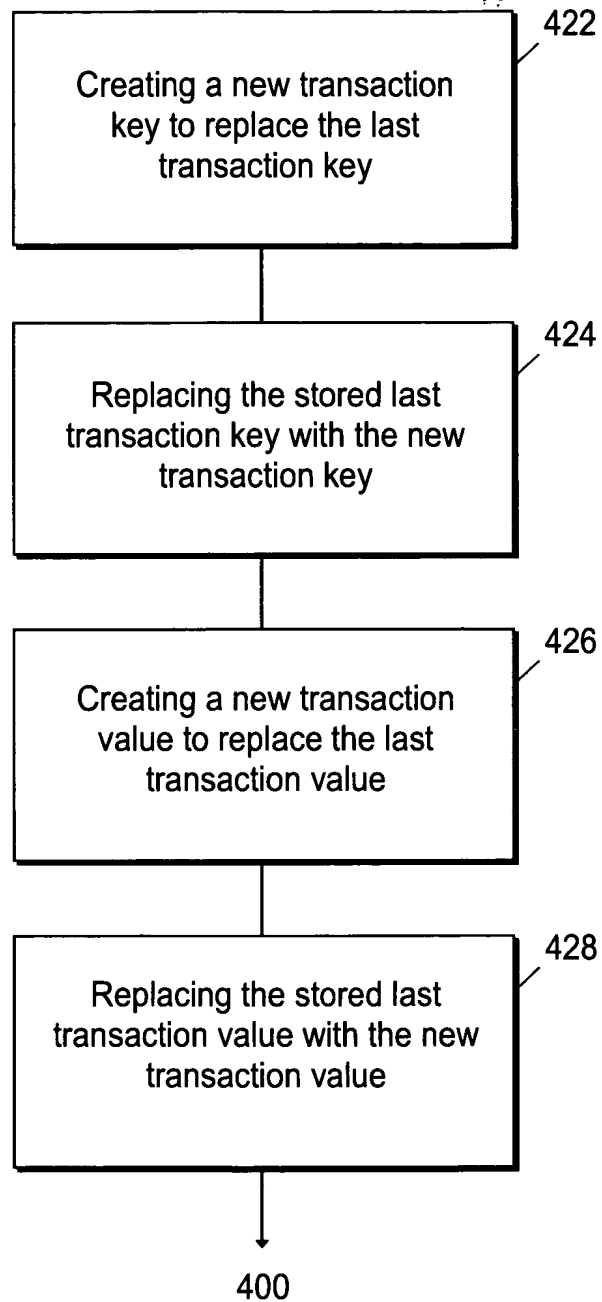 422
Creating a new transaction
key to replace the last
transaction key
424
Replacing the stored last
transaction key with the new
transaction key
426
Creating a new transaction
value to replace the last
transaction value
428
Replacing the stored last
transaction value with the new
transaction value
400